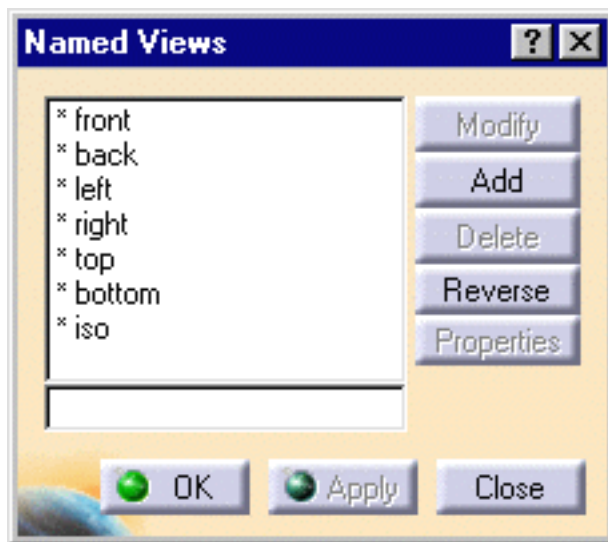 Named Views
* front
* back
* left
* right
* top
* bottom
* iso
Modify
Add
Delete
Reverse
Properties
OK
Apply
Close